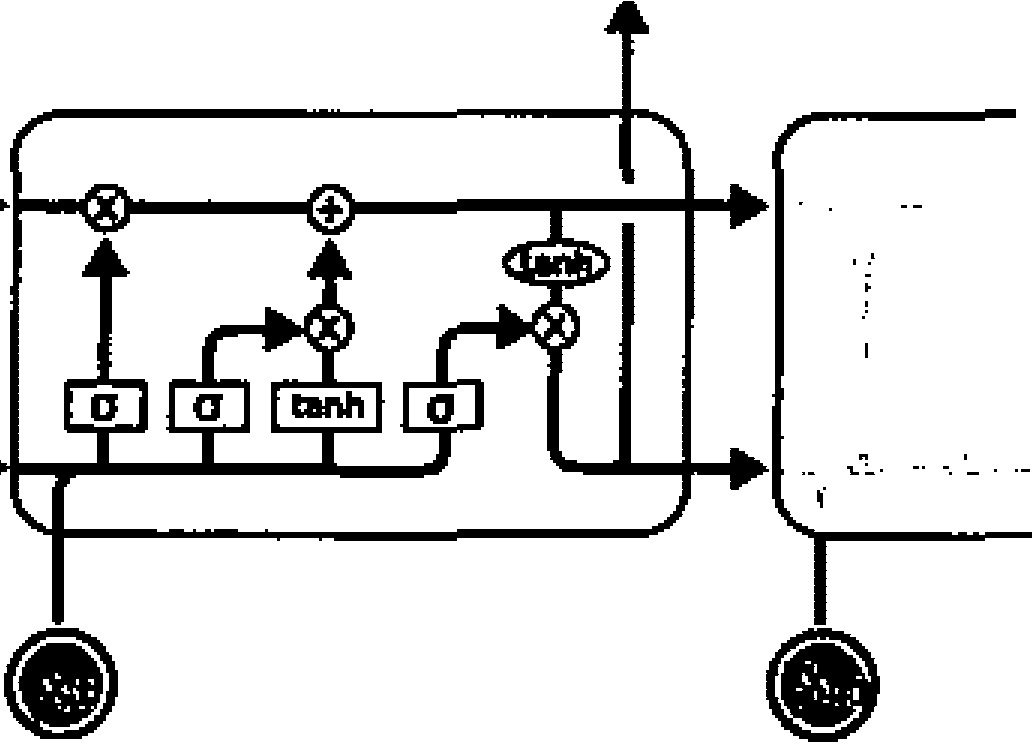 × +
tanh
×
×
σ σ tanh σ